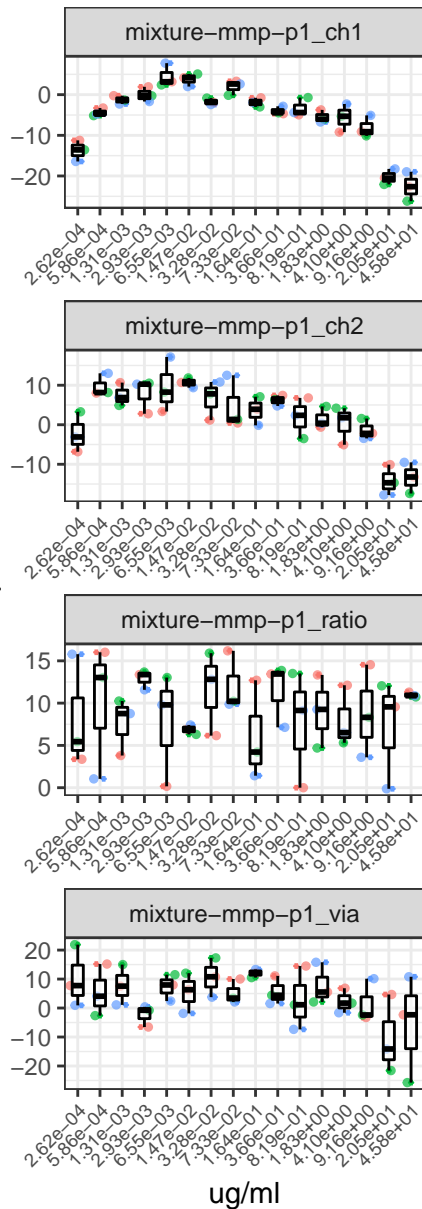 mixture−mmp−p1_ch1
0
−10
−20
2.62e−04
5.86e−04
1.31e−03
2.93e−03
6.55e−03
1.47e−02
3.28e−02
7.33e−02
1.64e−01
3.66e−01
8.19e−01
1.83e+00
4.10e+00
9.16e+00
2.05e+01
4.58e+01
mixture−mmp−p1_ch2
10
0
−10
2.62e−04
5.86e−04
1.31e−03
2.93e−03
6.55e−03
1.47e−02
3.28e−02
7.33e−02
1.64e−01
3.66e−01
8.19e−01
1.83e+00
4.10e+00
9.16e+00
2.05e+01
4.58e+01
mixture−mmp−p1_ratio
15
10
5
0
2.62e−04
5.86e−04
1.31e−03
2.93e−03
6.55e−03
1.47e−02
3.28e−02
7.33e−02
1.64e−01
3.66e−01
8.19e−01
1.83e+00
4.10e+00
9.16e+00
2.05e+01
4.58e+01
mixture−mmp−p1_via
20
10
0
−10
−20
2.62e−04
5.86e−04
1.31e−03
2.93e−03
6.55e−03
1.47e−02
3.28e−02
7.33e−02
1.64e−01
3.66e−01
8.19e−01
1.83e+00
4.10e+00
9.16e+00
2.05e+01
4.58e+01
ug/ml